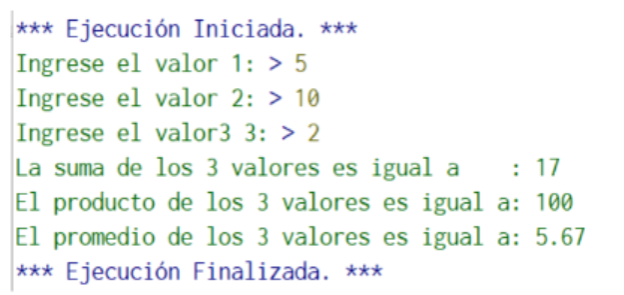 *** Ejecución Iniciada. ***
Ingrese el valor 1: > 5
Ingrese el valor 2: > 10
Ingrese el valor3 3: > 2
La suma de los 3 valores es igual a    : 17
El producto de los 3 valores es igual a: 100
El promedio de los 3 valores es igual a: 5.67
*** Ejecución Finalizada. ***